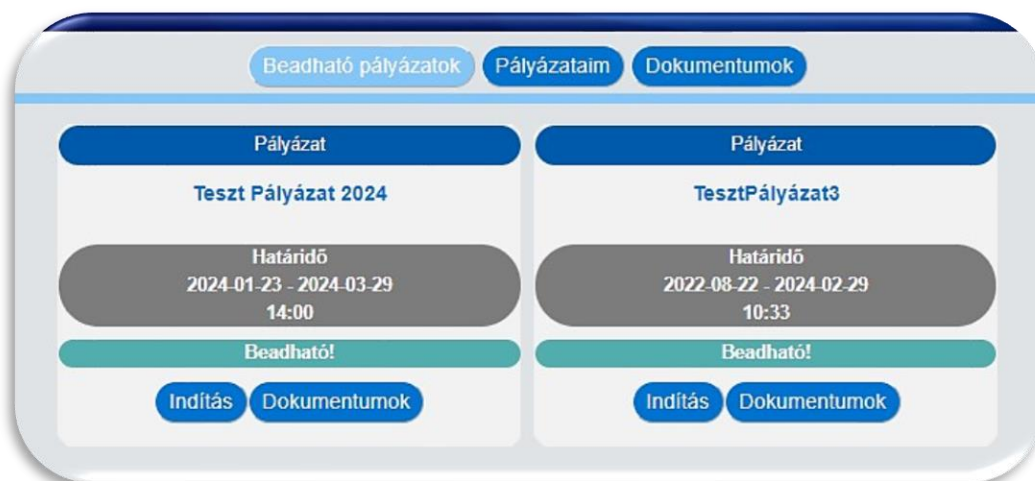 Beadható pályázatok Pályázataim Dokumentumok
Pályázat
Teszt Pályázat 2024
Határidő
2024-01-23 - 2024-03-29
14:00
Beadható!
Indítás Dokumentumok
Pályázat
TesztPályázat3
Határidő
2022-08-22 - 2024-02-29
10:33
Beadható!
Indítás Dokumentumok